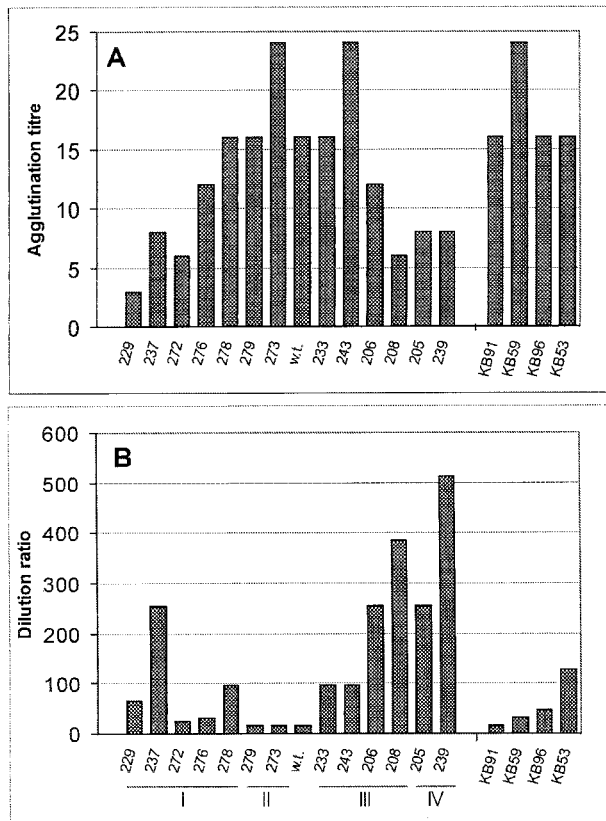 A
Agglutination titre
25
20
15
10
5
0
229 237 272 276 278 279 273 w.t. 233 243 206 208 205 239 KB91 KB59 KB96 KB53
B
Dilution ratio
600
500
400
300
200
100
0
229 237 272 276 278 279 273 w.t. 233 243 206 208 205 239 KB91 KB59 KB96 KB53
I II III IV